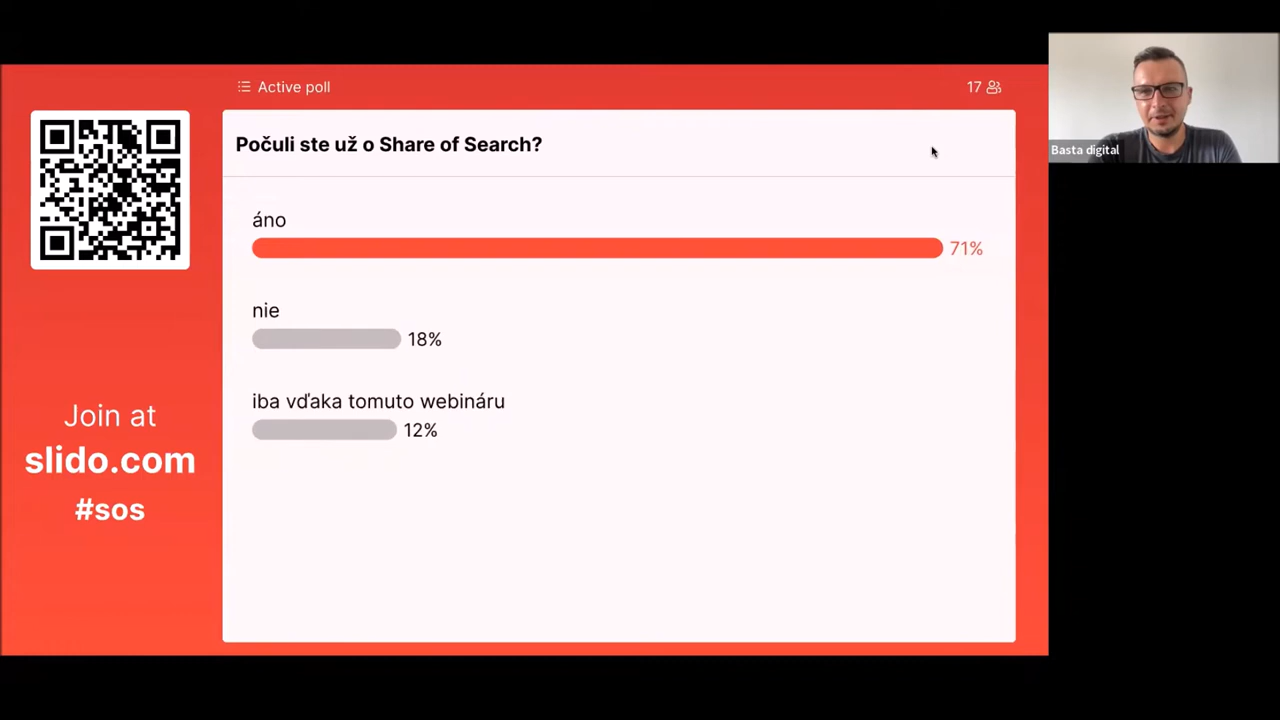 Active poll
17
Počuli ste už o Share of Search?
áno
71%
nie
18%
iba vďaka tomuto webináru
12%
Join at
slido.com
#sos
Basta digital